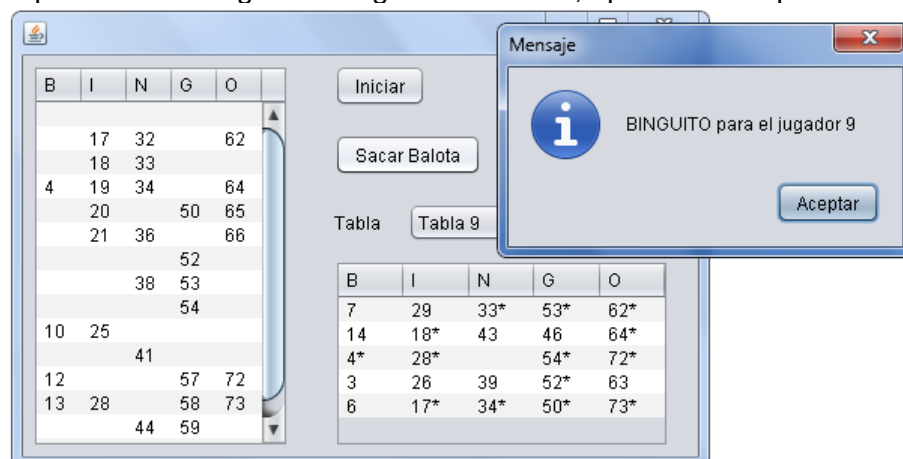 B I N G O
17 32 62
18 33
4 19 34 64
20 50 65
21 36 66
52
38 53
54
10 25
41
12 57 72
13 28 58 73
44 59
Iniciar
Sacar Balota
Tabla Tabla 9
B I N G O
7 29 33* 53* 62*
14 18* 43 46 64*
4* 28* 54* 72*
3 26 39 52* 63
6 17* 34* 50* 73*
Mensaje
BINGUITO para el jugador 9
Aceptar